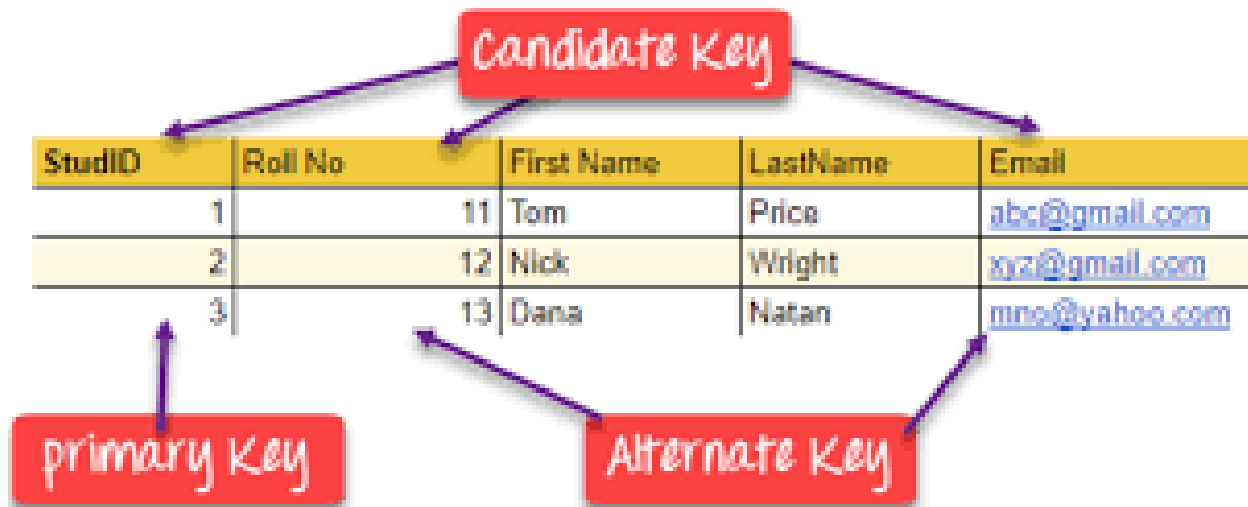 Candidate Key
StudID Roll No First Name LastName Email
1 11 Tom Price abc@gmail.com
2 12 Nick Wright xyz@gmail.com
3 13 Dana Natan mno@yahoo.com
primary Key Alternate Key